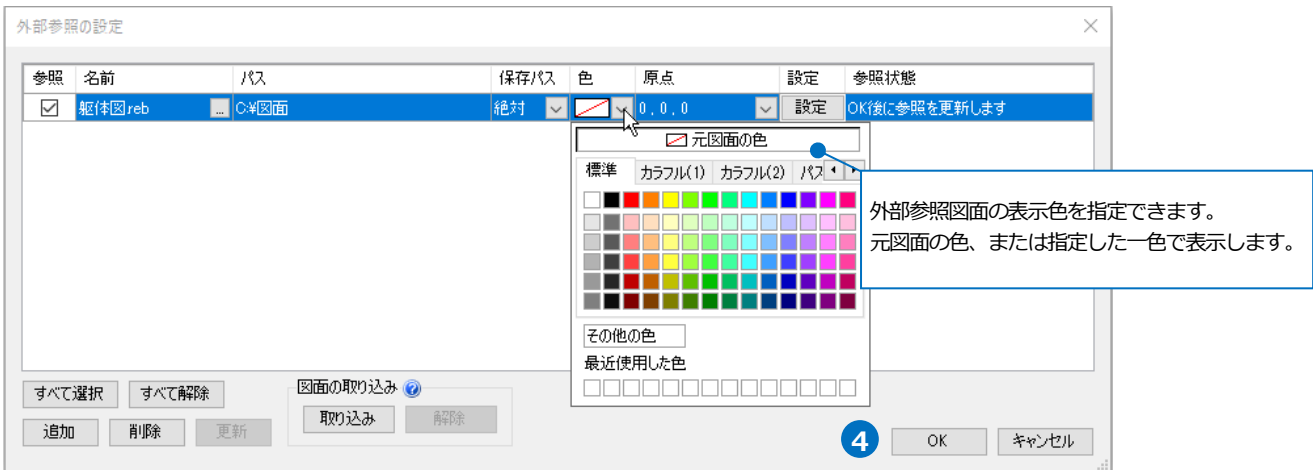 外部参照の設定
参照 名前 パス 保存パス 色 原点 設定 参照状態
躯体図.reb ... C:¥図面 絶対 0, 0, 0 設定 OK後に参照を更新します
元図面の色
標準 カラフル(1) カラフル(2) パス
外部参照図面の表示色を指定できます。
元図面の色、または指定した一色で表示します。
その他の色
最近使用した色
すべて選択 すべて解除 図面の取り込み ?
取り込み 解除
追加 削除 更新
4 OK キャンセル